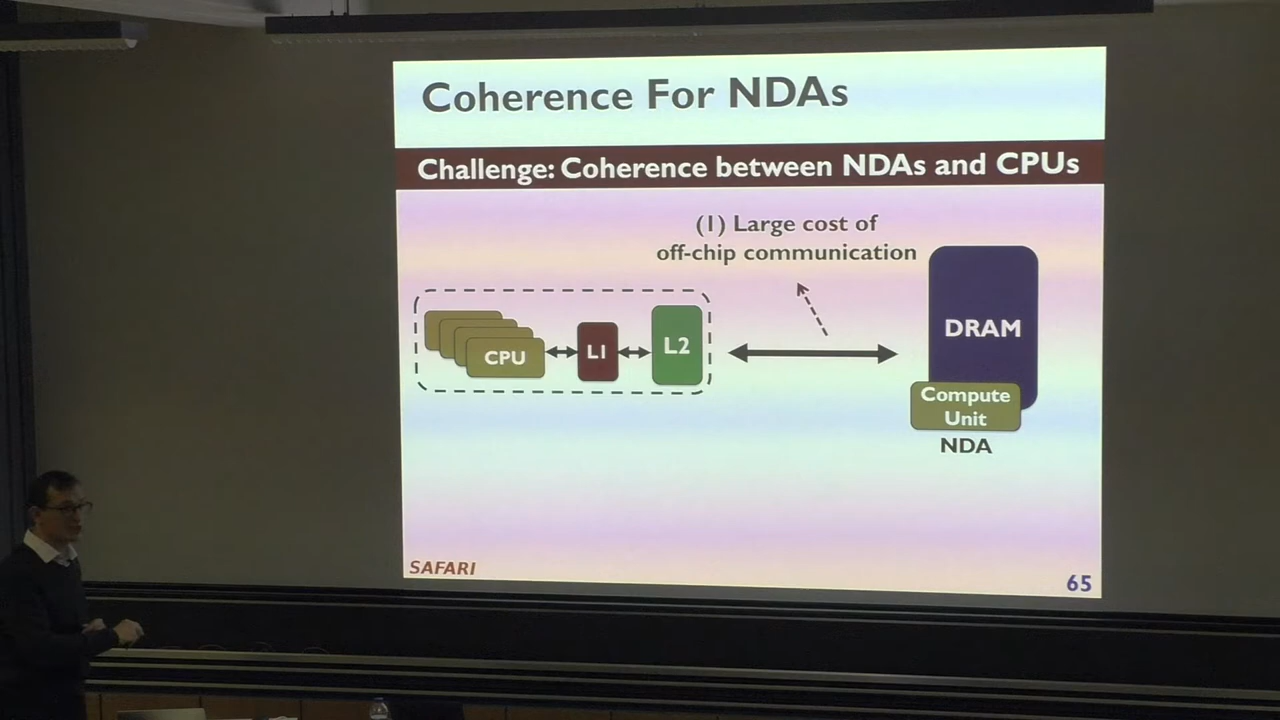 Coherence For NDAs
Challenge: Coherence between NDAs and CPUs
(1) Large cost of
off-chip communication
CPU
L1
L2
DRAM
Compute
Unit
NDA
SAFARI
65